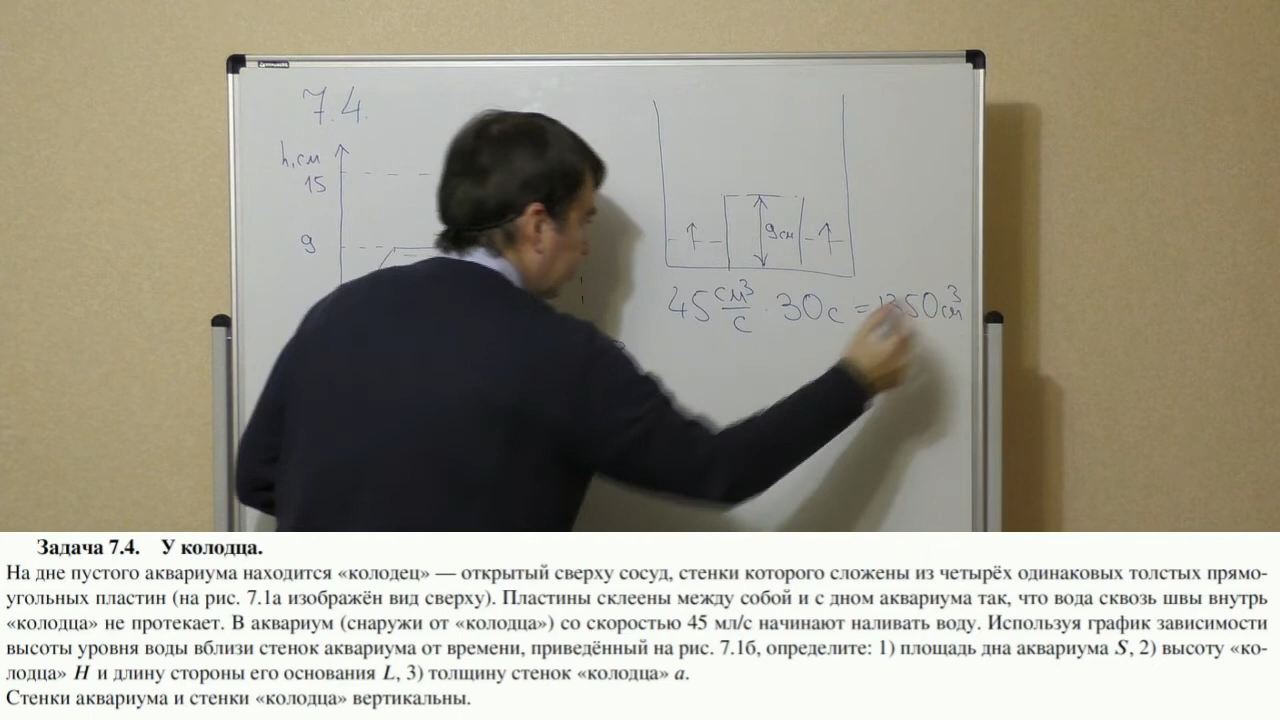 7.4.
h, см
15
9
9 см
45 см³/с · 30 с = 1350 см³
Задача 7.4. У колодца.
На дне пустого аквариума находится «колодец» — открытый сверху сосуд, стенки которого сложены из четырёх одинаковых толстых прямо-
угольных пластин (на рис. 7.1а изображён вид сверху). Пластины склеены между собой и с дном аквариума так, что вода сквозь швы внутрь
«колодца» не протекает. В аквариум (снаружи от «колодца») со скоростью 45 мл/с начинают наливать воду. Используя график зависимости
высоты уровня воды вблизи стенок аквариума от времени, приведённый на рис. 7.1б, определите: 1) площадь дна аквариума S, 2) высоту «ко-
лодца» H и длину стороны его основания L, 3) толщину стенок «колодца» a.
Стенки аквариума и стенки «колодца» вертикальны.